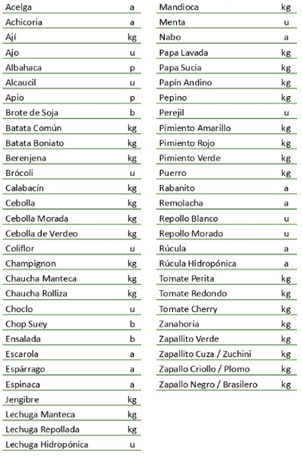 Acelga a
Achicoria a
Ají kg
Ajo u
Albahaca p
Alcaucil u
Apio p
Brote de Soja b
Batata Común kg
Batata Boniato kg
Berenjena kg
Brócoli u
Calabacín kg
Cebolla kg
Cebolla Morada kg
Cebolla de Verdeo kg
Coliflor u
Champignon kg
Chaucha Manteca kg
Chaucha Rolliza kg
Choclo u
Chop Suey b
Ensalada b
Escarola a
Espárrago a
Espinaca a
Jengibre kg
Lechuga Manteca kg
Lechuga Repollada kg
Lechuga Hidropónica u
Mandioca kg
Menta u
Nabo a
Papa Lavada kg
Papa Sucia kg
Papín Andino kg
Pepino kg
Perejil u
Pimiento Amarillo kg
Pimiento Rojo kg
Pimiento Verde kg
Puerro kg
Rabanito a
Remolacha a
Repollo Blanco u
Repollo Morado u
Rúcula a
Rúcula Hidropónica a
Tomate Perita kg
Tomate Redondo kg
Tomate Cherry kg
Zanahoria kg
Zapallito Verde kg
Zapallito Cuza / Zuchini kg
Zapallo Criollo / Plomo kg
Zapallo Negro / Brasilero kg